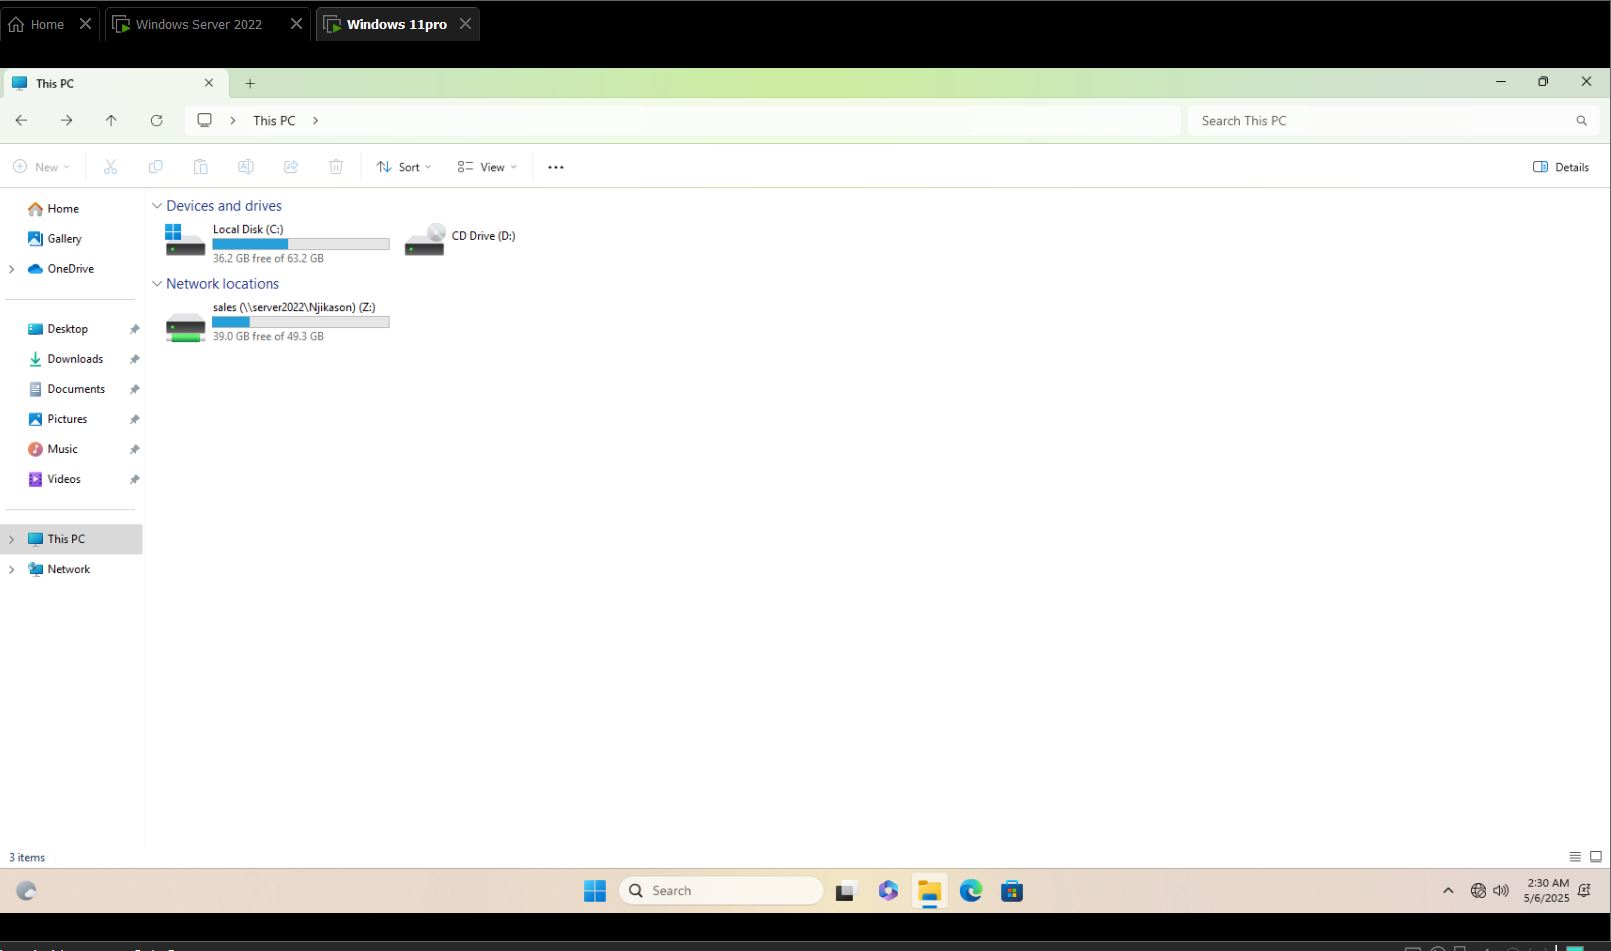 Home
Windows Server 2022
Windows 11pro
This PC
This PC
Search This PC
New
Sort
View
Details
Home
Gallery
OneDrive
Desktop
Downloads
Documents
Pictures
Music
Videos
This PC
Network
Devices and drives
Local Disk (C:)
36.2 GB free of 63.2 GB
CD Drive (D:)
Network locations
sales (\\server2022\Njikason) (Z:)
39.0 GB free of 49.3 GB
3 items
Search
2:30 AM
5/6/2025